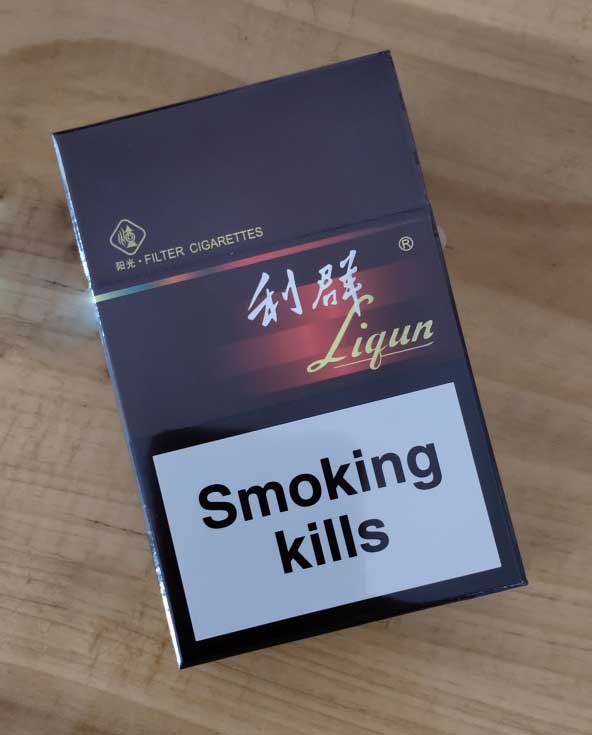 阳光·FILTER CIGARETTES
®
利群
Liqun
Smoking
kills